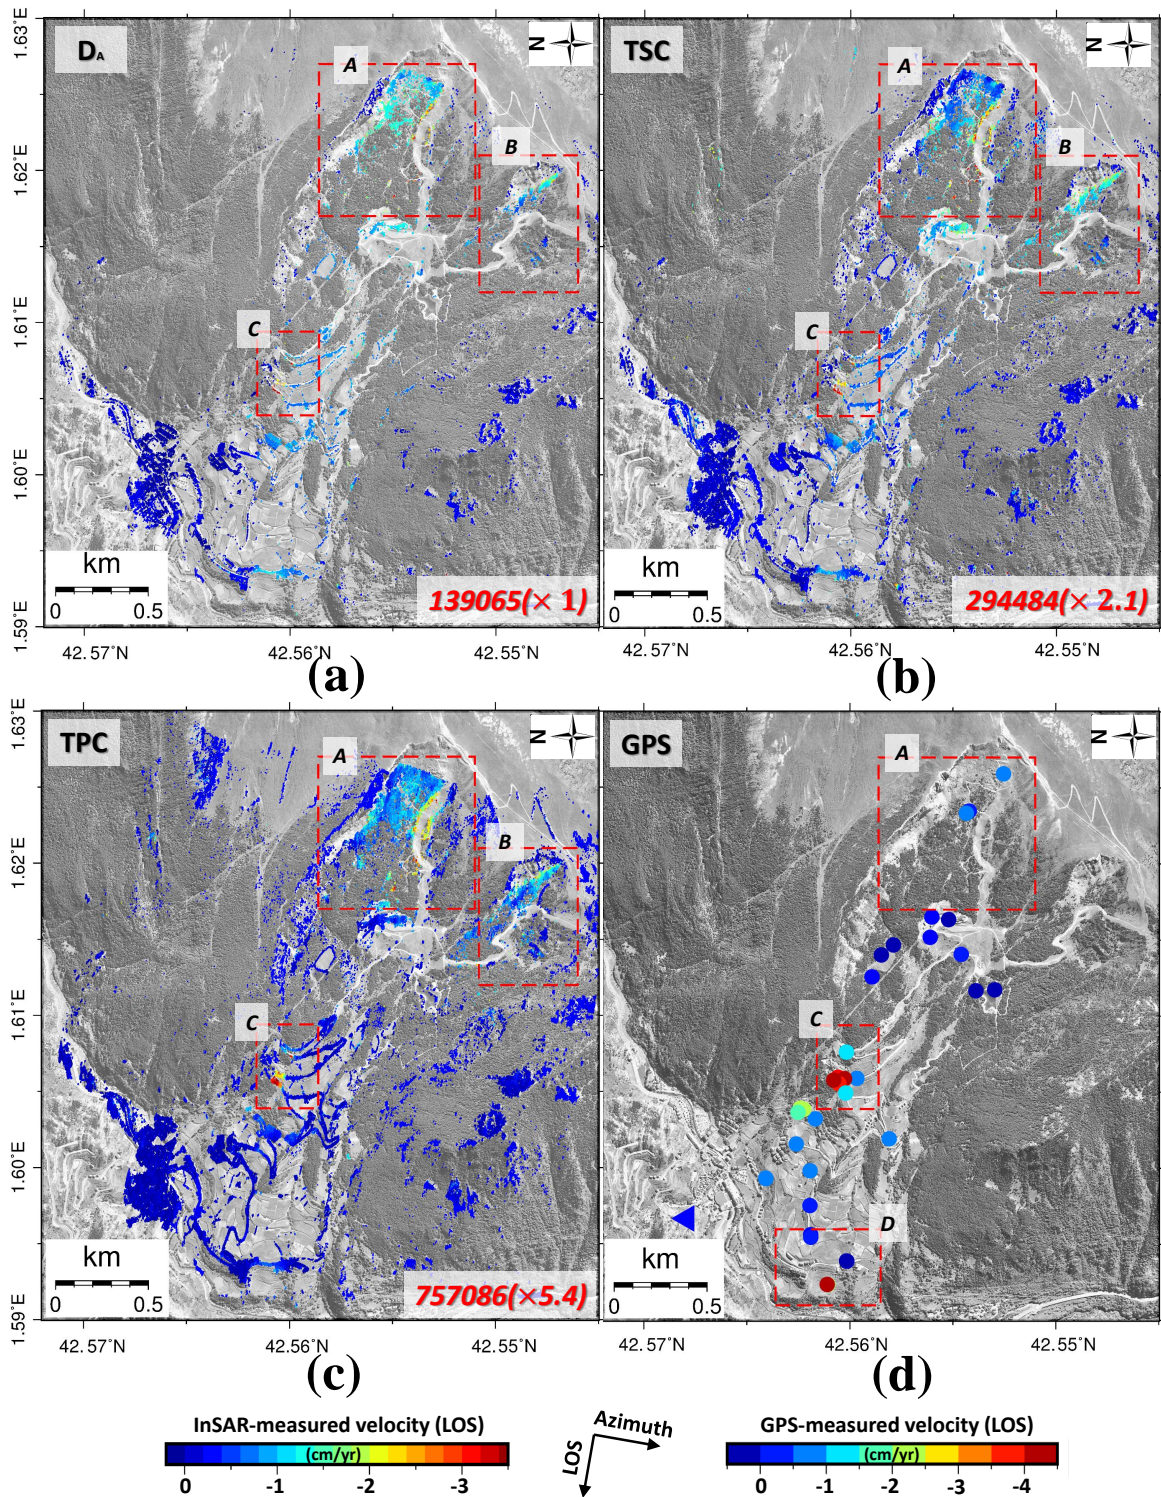 1.63°E
1.62°E
1.61°E
1.60°E
1.59°E
D_A
A
B
C
N
km
0 0.5
139065(× 1)
42.57°N 42.56°N 42.55°N
(a)
TSC
A
B
C
N
km
0 0.5
294484(× 2.1)
42.57°N 42.56°N 42.55°N
(b)
1.63°E
1.62°E
1.61°E
1.60°E
1.59°E
TPC
A
B
C
N
km
0 0.5
757086(×5.4)
42.57°N 42.56°N 42.55°N
(c)
GPS
A
C
D
N
km
0 0.5
42.57°N 42.56°N 42.55°N
(d)
InSAR-measured velocity (LOS)
(cm/yr)
0 -1 -2 -3
Azimuth
LOS
GPS-measured velocity (LOS)
(cm/yr)
0 -1 -2 -3 -4